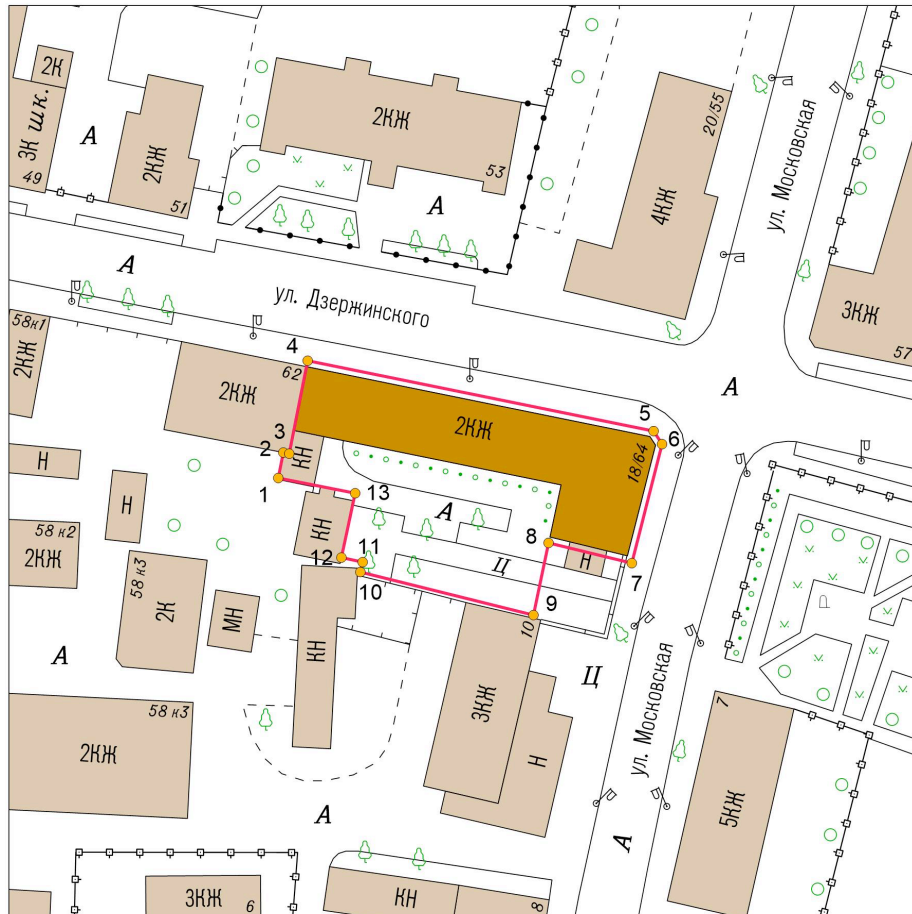 2К
3К шк.
49
А
2КЖ
51
2КЖ
53
А
20/55
4КЖ
ул. Московская
3КЖ
57
А
ул. Дзержинского
58к1
2КЖ
62
2КЖ
4
5
6
А
2КЖ
18/64
3
2
КН
1
13
А
Н
Н
КН
8
Н
Ц
7
58 к2
2КЖ
12
11
10
9
10
58 к3
2К
МН
КН
А
Ц
ул. Московская
3КЖ
Н
7
5КЖ
58 к3
2КЖ
А
А
3КЖ
6
КН
8